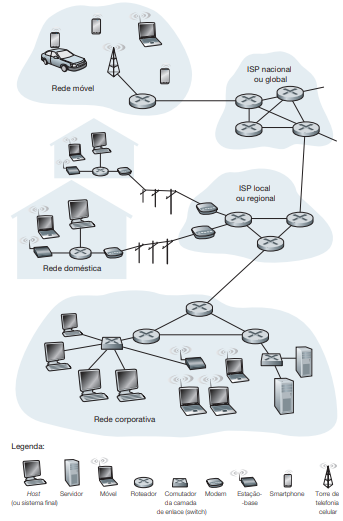 Rede móvel
ISP nacional
ou global
ISP local
ou regional
Rede doméstica
Rede corporativa
Legenda:
Host
(ou sistema final)
Servidor
Móvel
Roteador
Comutador
da camada
de enlace (switch)
Modem
Estação-
-base
Smartphone
Torre de
telefonia
celular